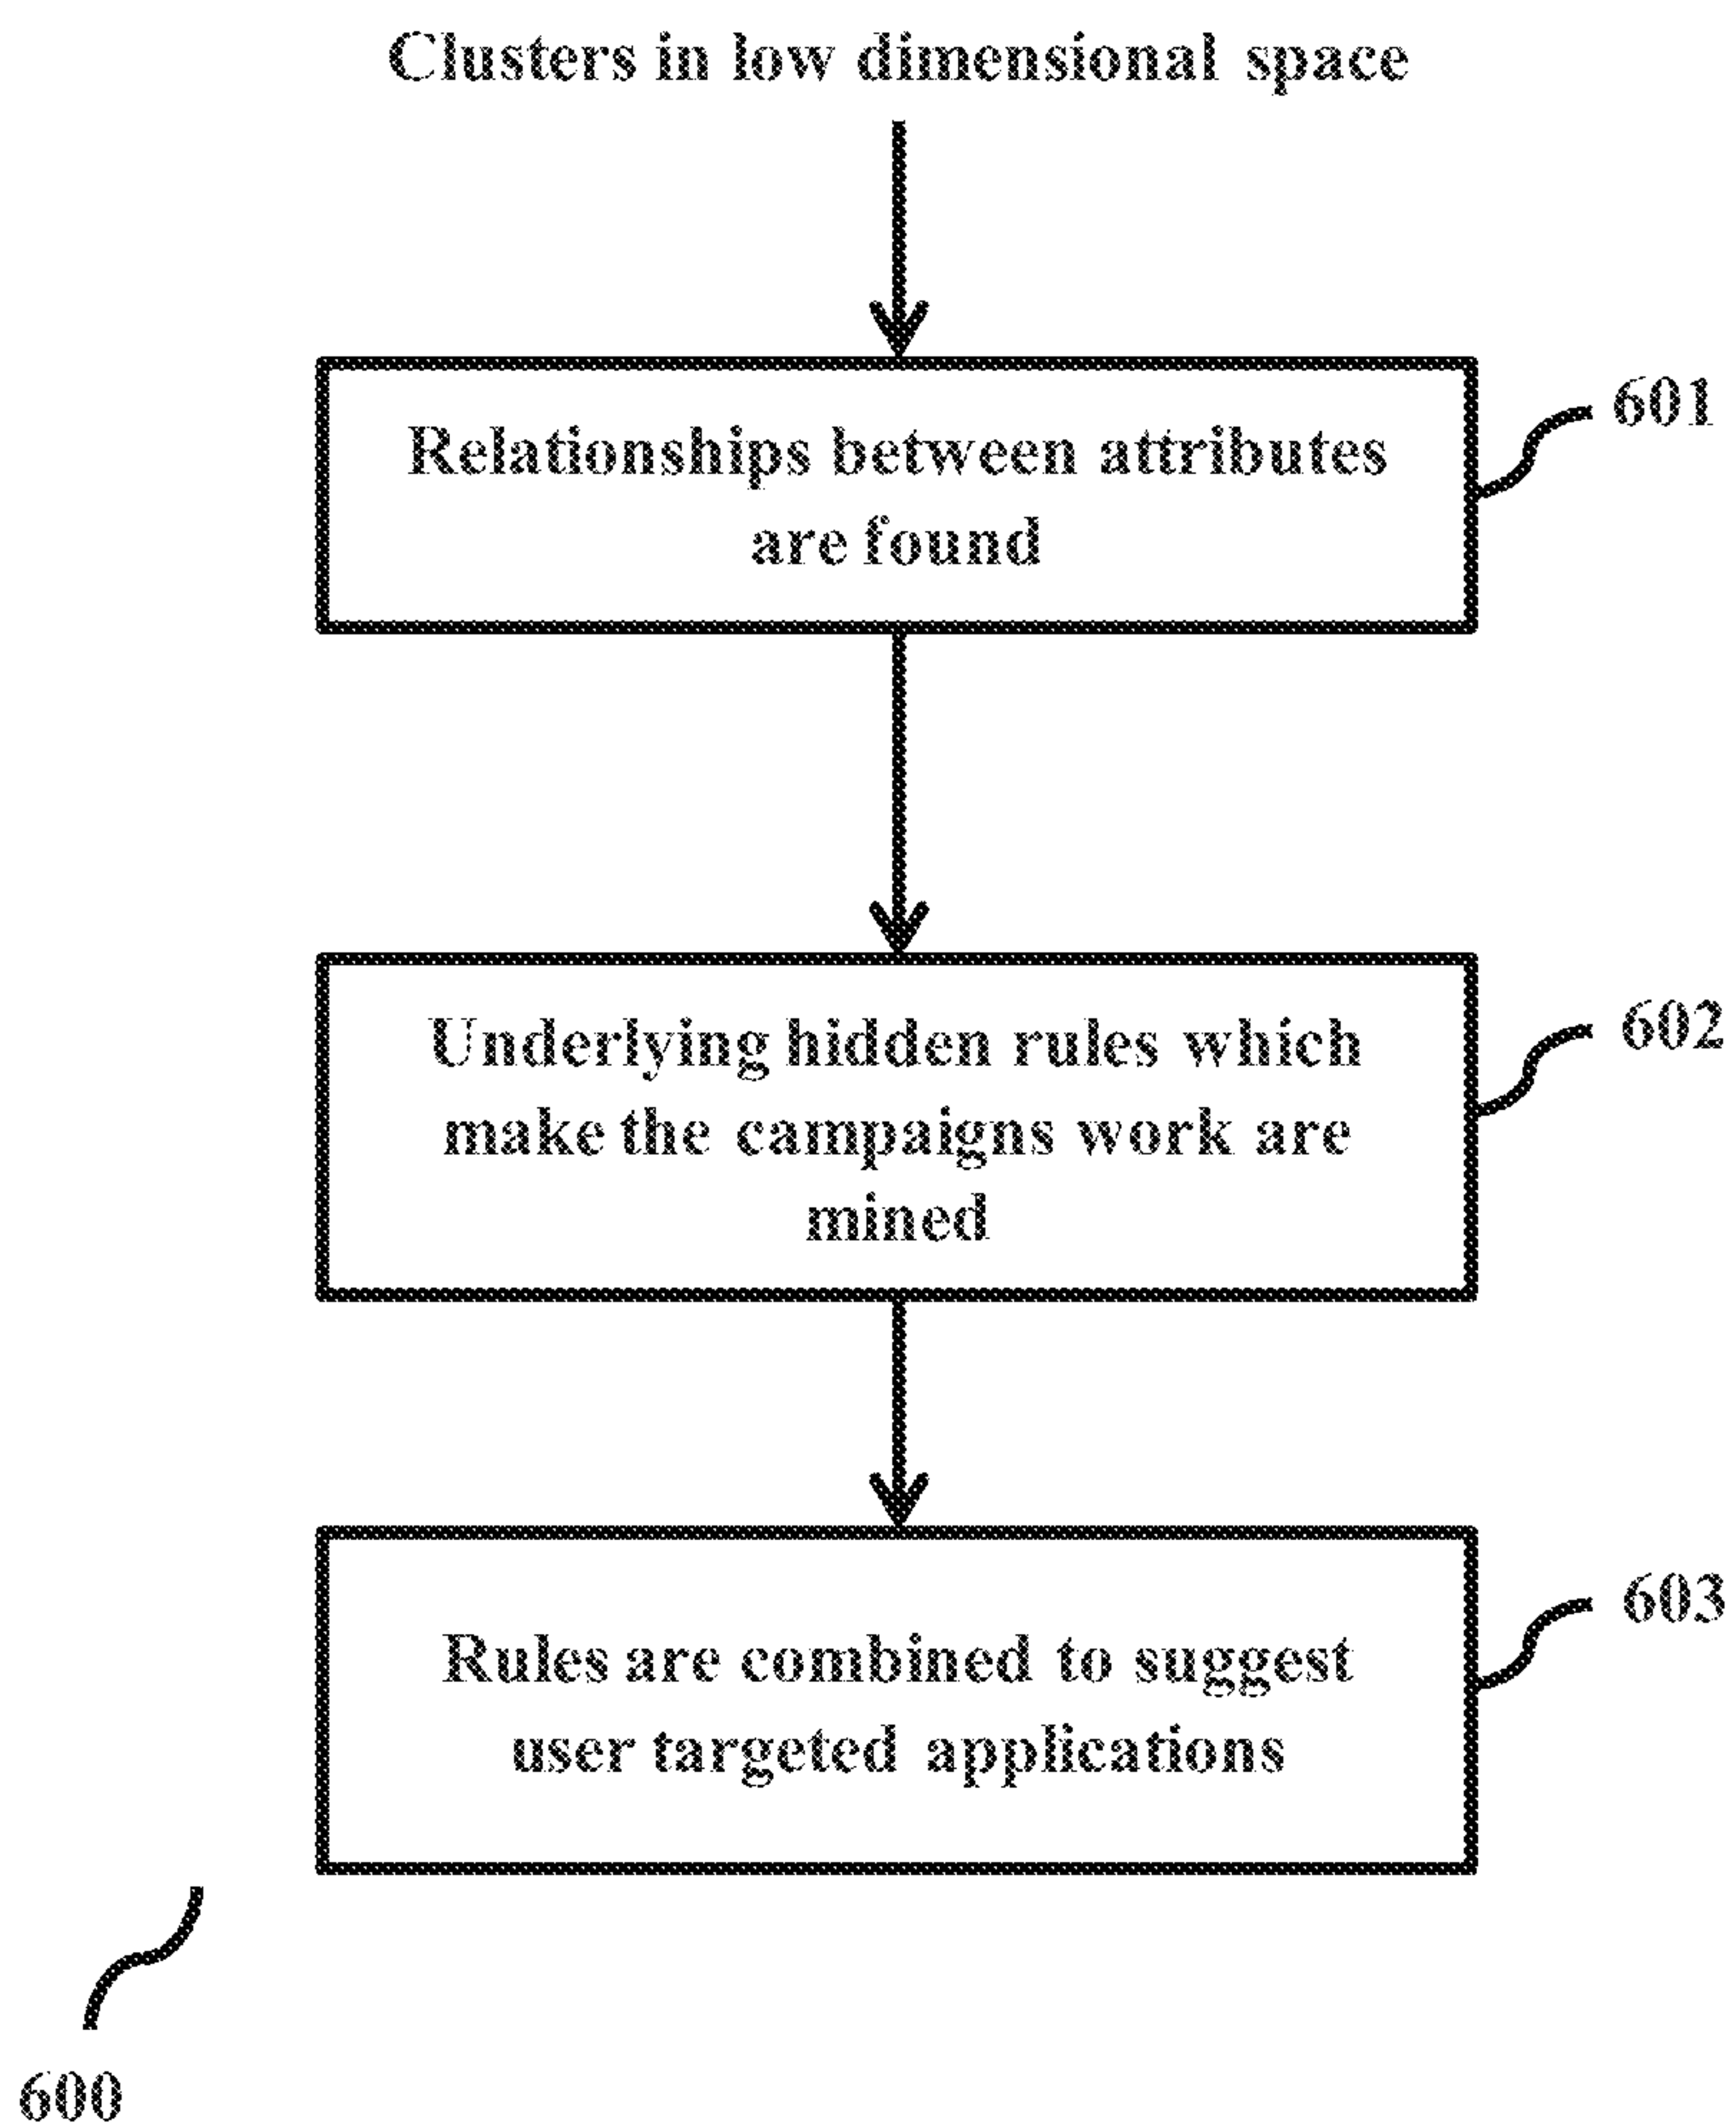 Clusters in low dimensional space
601
Relationships between attributes
are found
602
Underlying hidden rules which
make the campaigns work are
mined
603
Rules are combined to suggest
user targeted applications
600